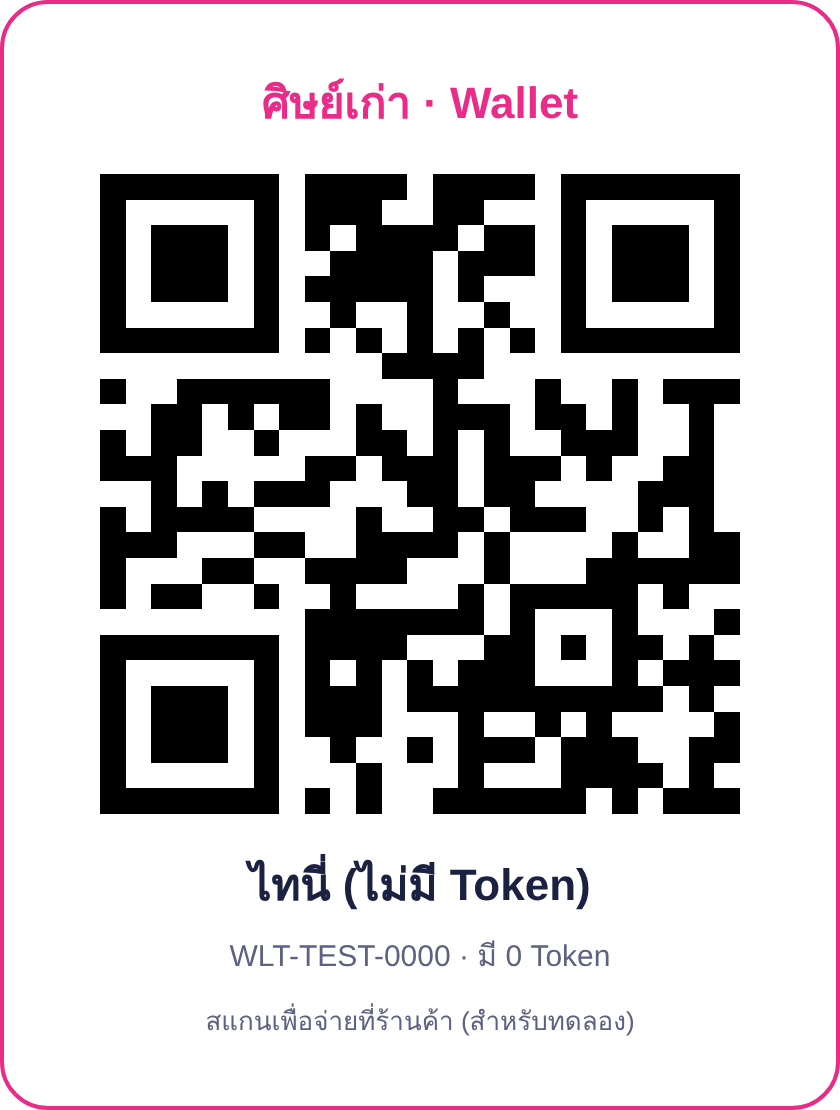 ศิษย์เก่า · Wallet
ไทนี่ (ไม่มี Token)
WLT-TEST-0000 · มี 0 Token
สแกนเพื่อจ่ายที่ร้านค้า (สำหรับทดลอง)